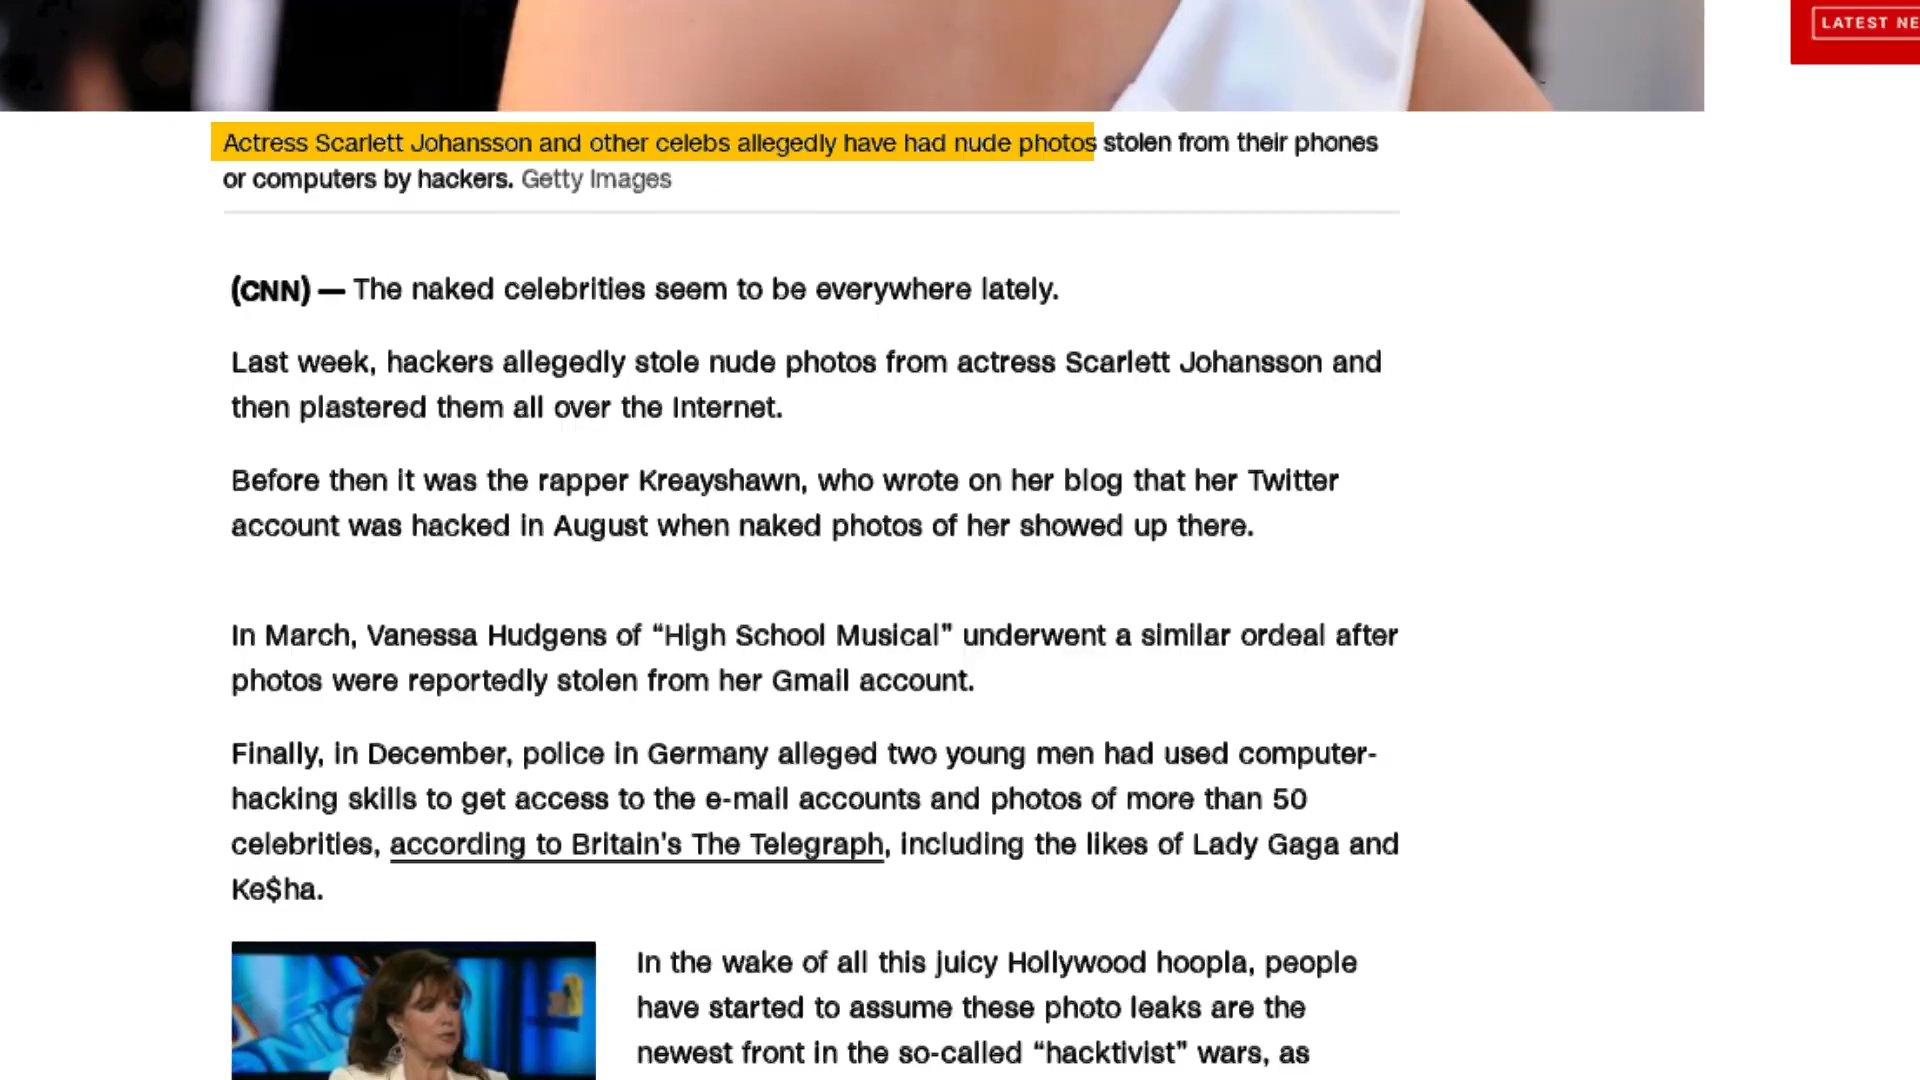 LATEST NE
Actress Scarlett Johansson and other celebs allegedly have had nude photos stolen from their phones
or computers by hackers. Getty Images
(CNN) — The naked celebrities seem to be everywhere lately.
Last week, hackers allegedly stole nude photos from actress Scarlett Johansson and
then plastered them all over the Internet.
Before then it was the rapper Kreayshawn, who wrote on her blog that her Twitter
account was hacked in August when naked photos of her showed up there.
In March, Vanessa Hudgens of “High School Musical” underwent a similar ordeal after
photos were reportedly stolen from her Gmail account.
Finally, in December, police in Germany alleged two young men had used computer-
hacking skills to get access to the e-mail accounts and photos of more than 50
celebrities, according to Britain's The Telegraph, including the likes of Lady Gaga and
Ke$ha.
In the wake of all this juicy Hollywood hoopla, people
have started to assume these photo leaks are the
newest front in the so-called “hacktivist” wars, as